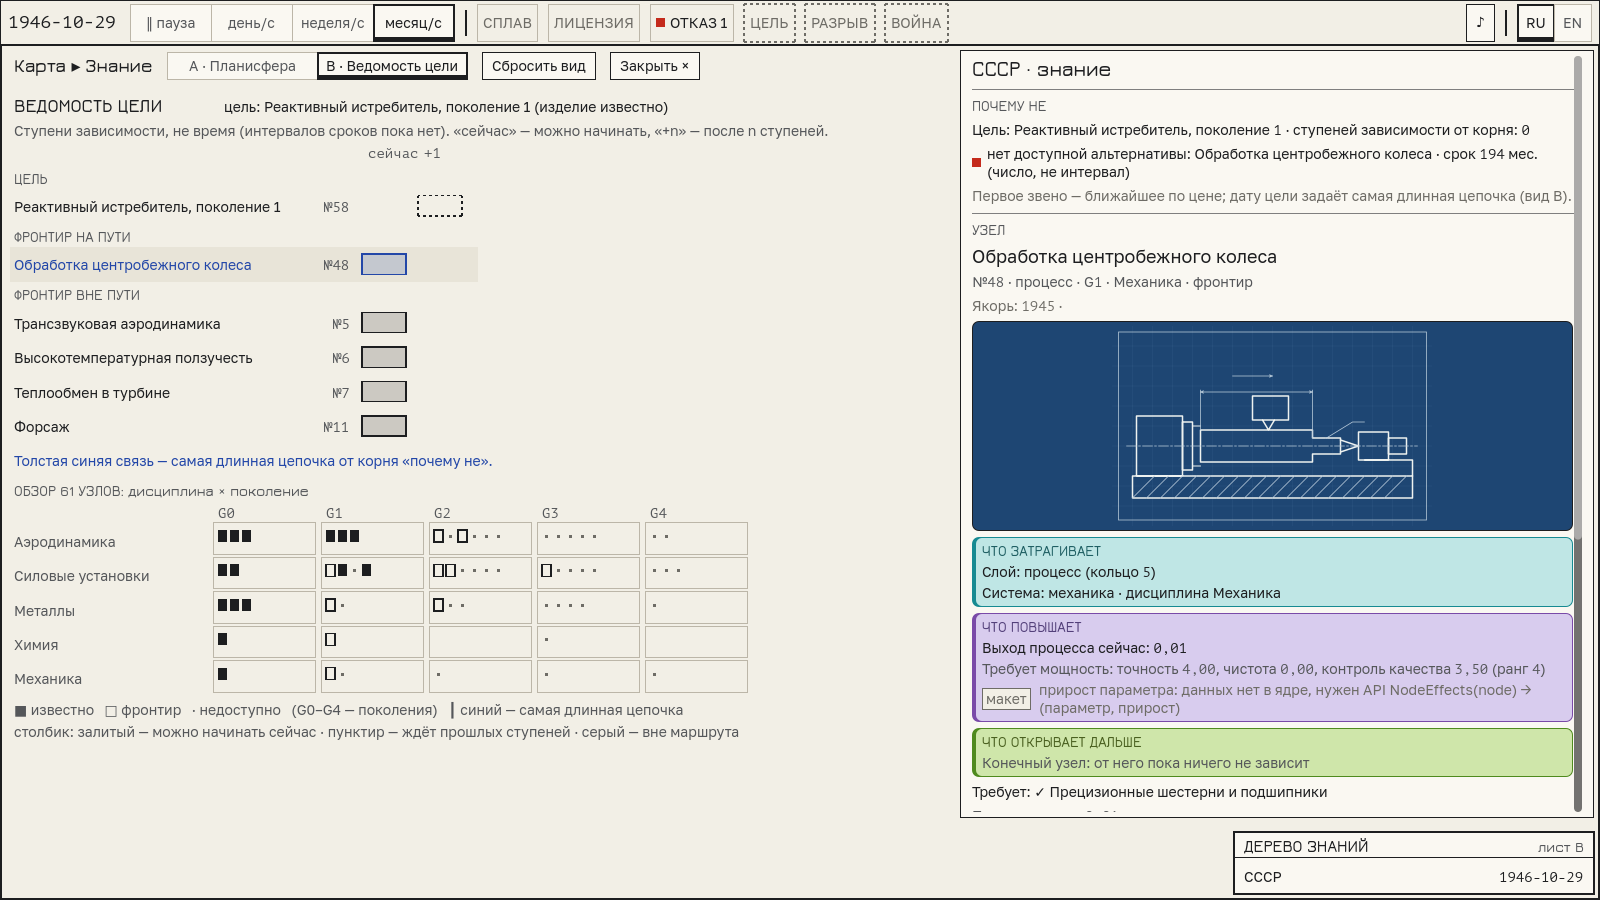 1946-10-29 ‖ пауза день/с неделя/с месяц/с СПЛАВ ЛИЦЕНЗИЯ ОТКАЗ 1 ЦЕЛЬ РАЗРЫВ ВОЙНА ♪ RU EN
Карта ▸ Знание А · Планисфера В · Ведомость цели Сбросить вид Закрыть ×
ВЕДОМОСТЬ ЦЕЛИ цель: Реактивный истребитель, поколение 1 (изделие известно)
Ступени зависимости, не время (интервалов сроков пока нет). «сейчас» — можно начинать, «+n» — после n ступеней.
сейчас +1
ЦЕЛЬ
Реактивный истребитель, поколение 1 №58
ФРОНТИР НА ПУТИ
Обработка центробежного колеса №48
ФРОНТИР ВНЕ ПУТИ
Трансзвуковая аэродинамика №5
Высокотемпературная ползучесть №6
Теплообмен в турбине №7
Форсаж №11
Толстая синяя связь — самая длинная цепочка от корня «почему не».
ОБЗОР 61 УЗЛОВ: дисциплина × поколение
G0 G1 G2 G3 G4
Аэродинамика
Силовые установки
Металлы
Химия
Механика
■ известно □ фронтир · недоступно (G0–G4 — поколения) ┃ синий — самая длинная цепочка
столбик: залитый — можно начинать сейчас · пунктир — ждёт прошлых ступеней · серый — вне маршрута
СССР · знание
ПОЧЕМУ НЕ
Цель: Реактивный истребитель, поколение 1 · ступеней зависимости от корня: 0
нет доступной альтернативы: Обработка центробежного колеса · срок 194 мес.
(число, не интервал)
Первое звено — ближайшее по цене; дату цели задаёт самая длинная цепочка (вид В).
УЗЕЛ
Обработка центробежного колеса
№48 · процесс · G1 · Механика · фронтир
Якорь: 1945 ·
ЧТО ЗАТРАГИВАЕТ
Слой: процесс (кольцо 5)
Система: механика · дисциплина Механика
ЧТО ПОВЫШАЕТ
Выход процесса сейчас: 0,01
Требует мощность: точность 4,00, чистота 0,00, контроль качества 3,50 (ранг 4)
макет прирост параметра: данных нет в ядре, нужен API NodeEffects(node) →
(параметр, прирост)
ЧТО ОТКРЫВАЕТ ДАЛЬШЕ
Конечный узел: от него пока ничего не зависит
Требует: ✓ Прецизионные шестерни и подшипники
ДЕРЕВО ЗНАНИЙ лист В
СССР 1946-10-29